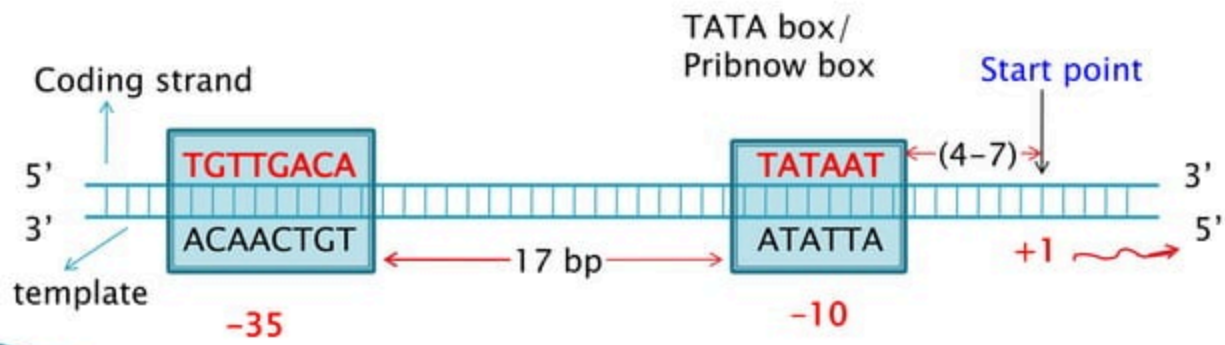 TATA box/
Pribnow box
Start point
Coding strand
TGTTGACA
TATAAT
(4-7)
5'
3'
3'
5'
ACAACTGT
ATATTA
17 bp
+1
template
-35
-10